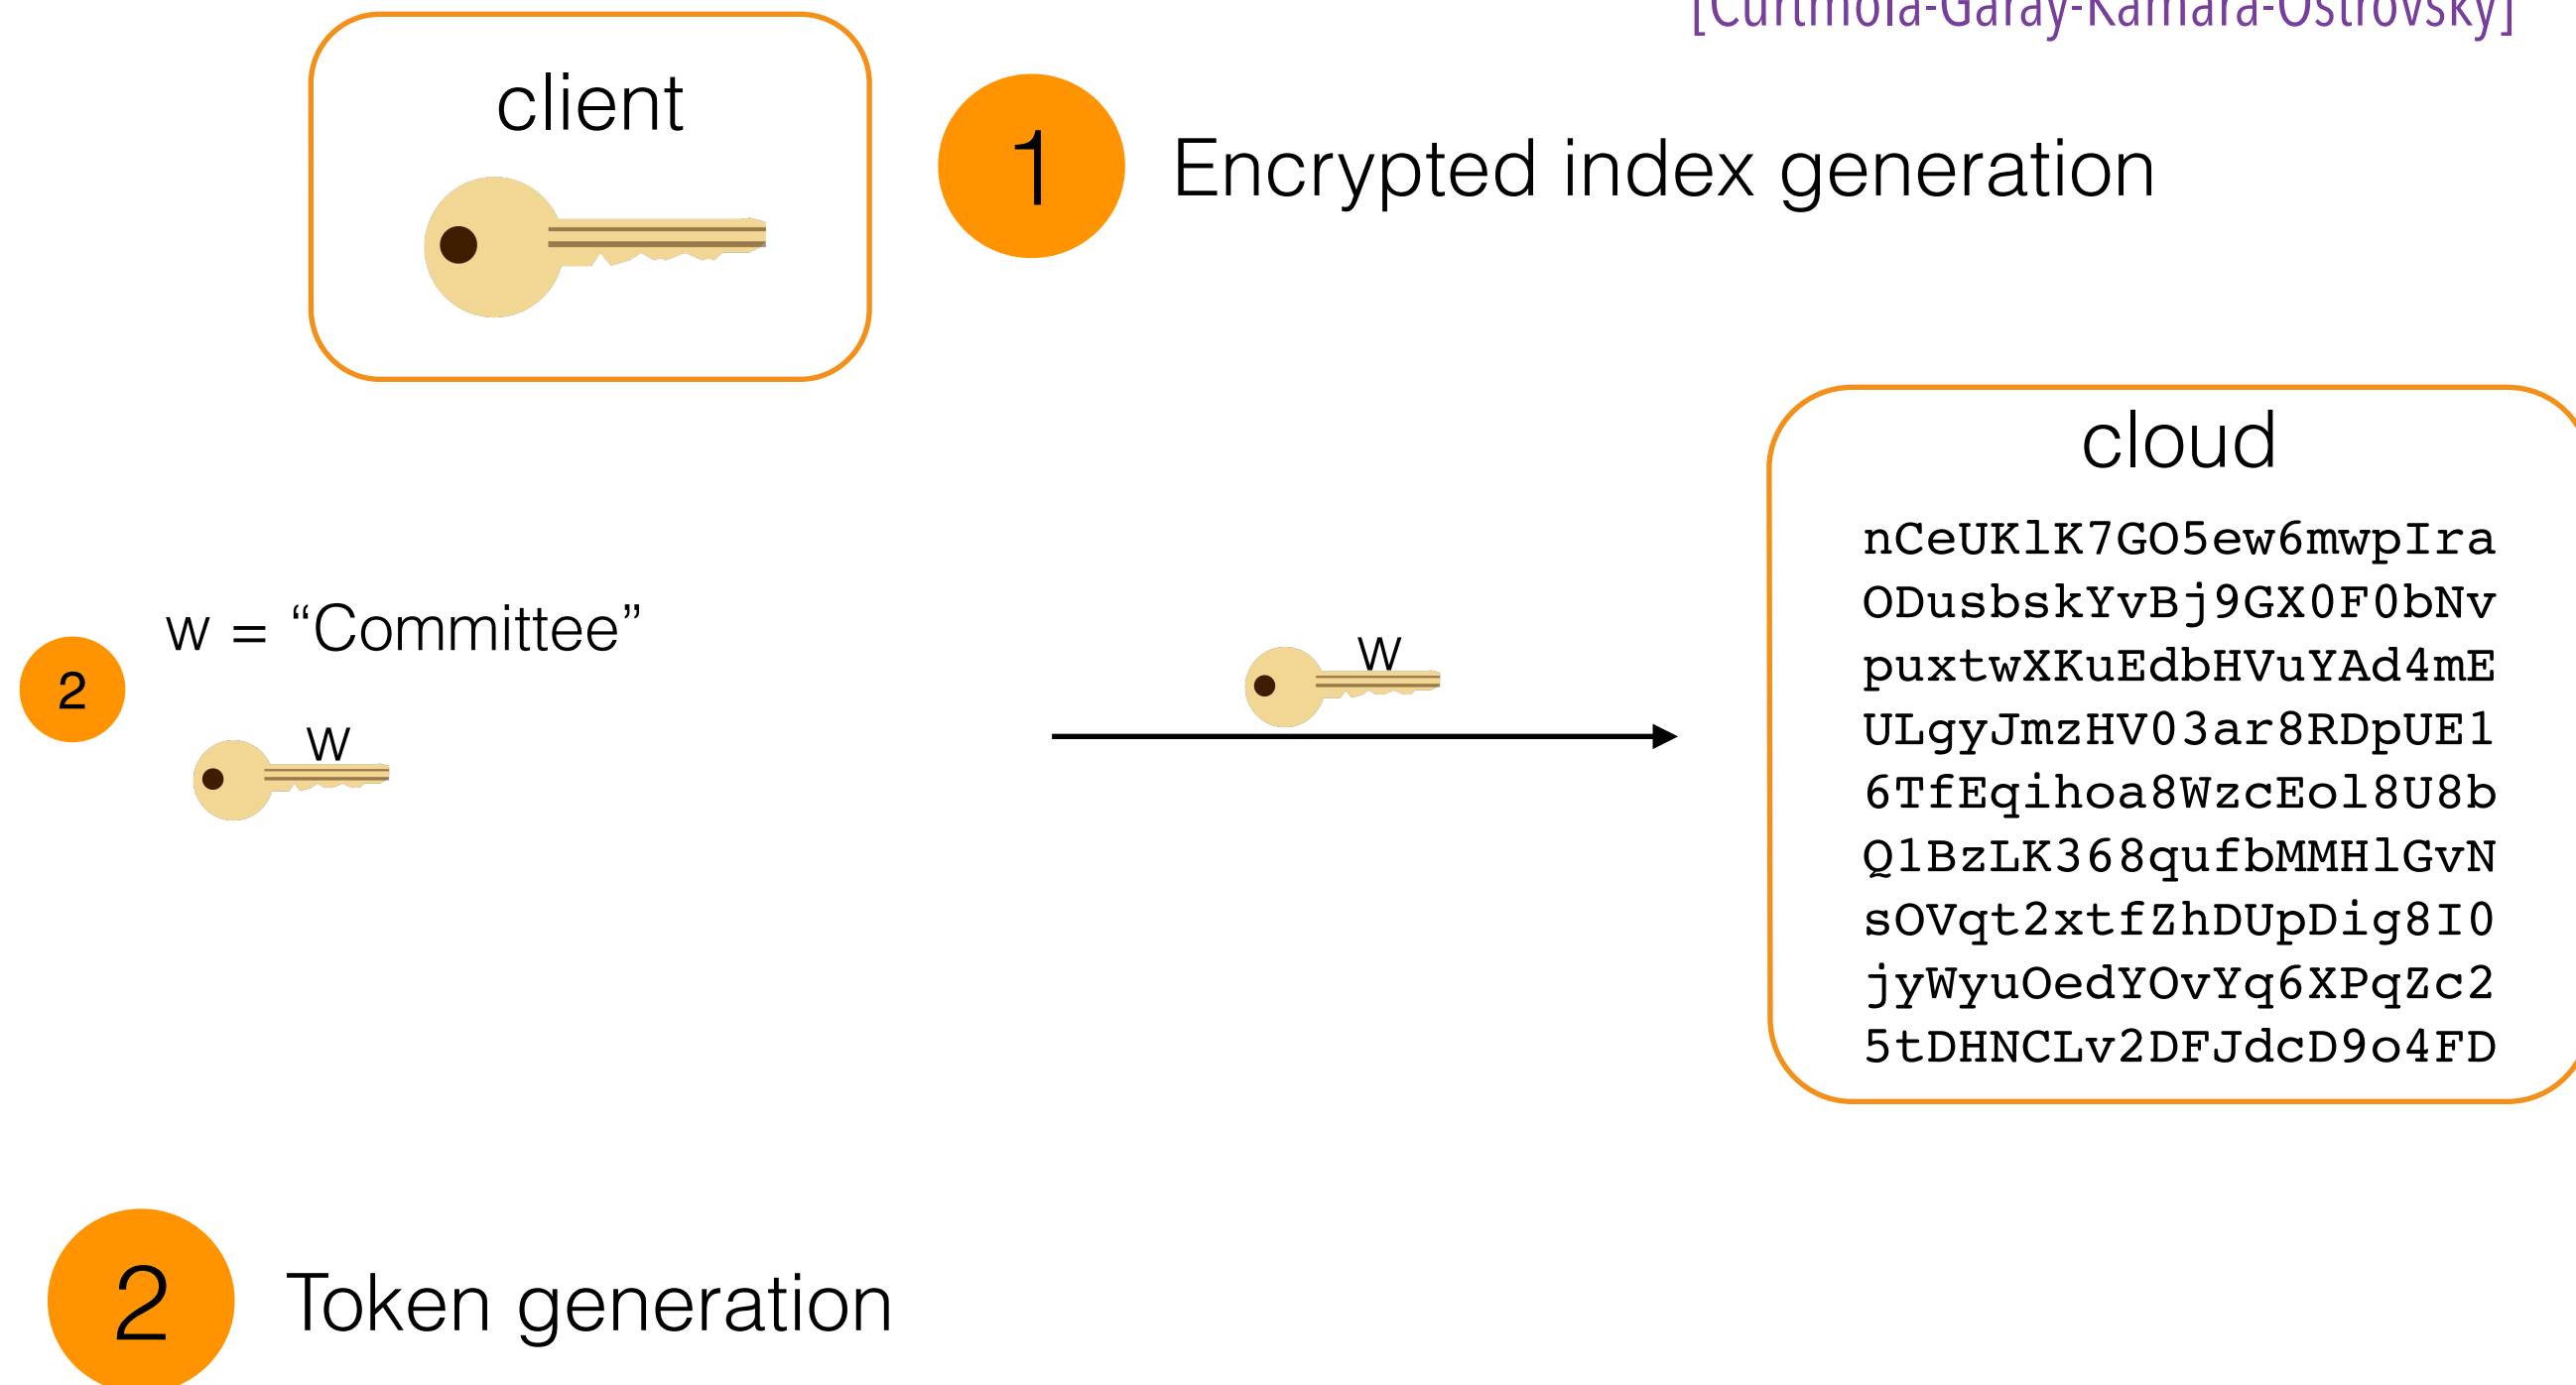 [Curtmola-Garay-Kamara-Ostrovsky]
client
1
Encrypted index generation
cloud
nCeUKlK7GO5ew6mwpIra
ODusbskYvBj9GX0F0bNv
puxtwXKuEdbHVuYAd4mE
ULgyJmzHV03ar8RDpUE1
6TfEqihoa8WzcEol8U8b
Q1BzLK368qufbMMHlGvN
sOVqt2xtfZhDUpDig8I0
jyWyuOedYOvYq6XPqZc2
5tDHNCLv2DFJdcD9o4FD
w = “Committee”
2
w
w
2
Token generation